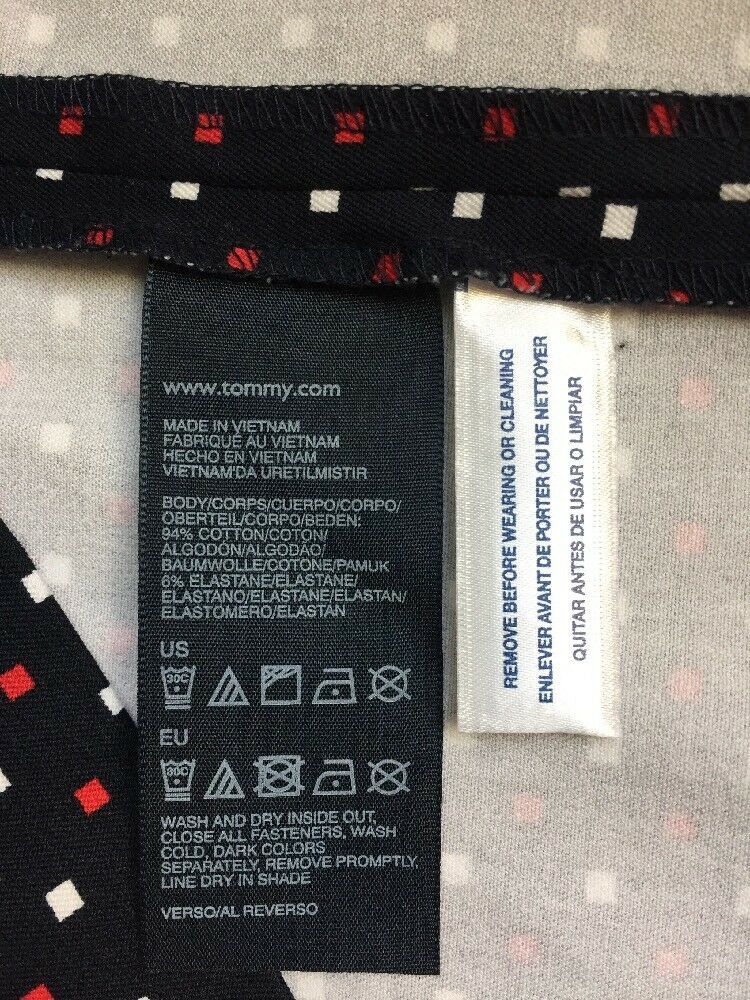 www.tommy.com
MADE IN VIETNAM
FABRIQUÉ AU VIETNAM
HECHO EN VIETNAM
VIETNAM'DA URETILMISTIR
BODY/CORPS/CUERPO/CORPO/
OBERTEIL/CORPO/BEDEN:
94% COTTON/COTON/
ALGODÓN/ALGODÃO/
BAUMWOLLE/COTONE/PAMUK
6% ELASTANE/ELASTANE/
ELASTANO/ELASTANE/ELASTAN/
ELASTOMERO/ELASTAN
US
30C
EU
30C
WASH AND DRY INSIDE OUT,
CLOSE ALL FASTENERS, WASH
COLD, DARK COLORS
SEPARATELY, REMOVE PROMPTLY,
LINE DRY IN SHADE
VERSO/AL REVERSO
REMOVE BEFORE WEARING OR CLEANING
ENLEVER AVANT DE PORTER OU DE NETTOYER
QUITAR ANTES DE USAR O LIMPIAR